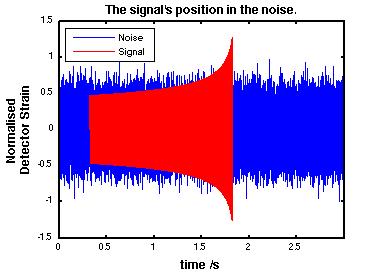 The signal's position in the noise.
1.5
Noise
Signal
1
0.5
0
-0.5
-1
-1.5
Normalised
Detector Strain
0 0.5 1 1.5 2 2.5
time /s